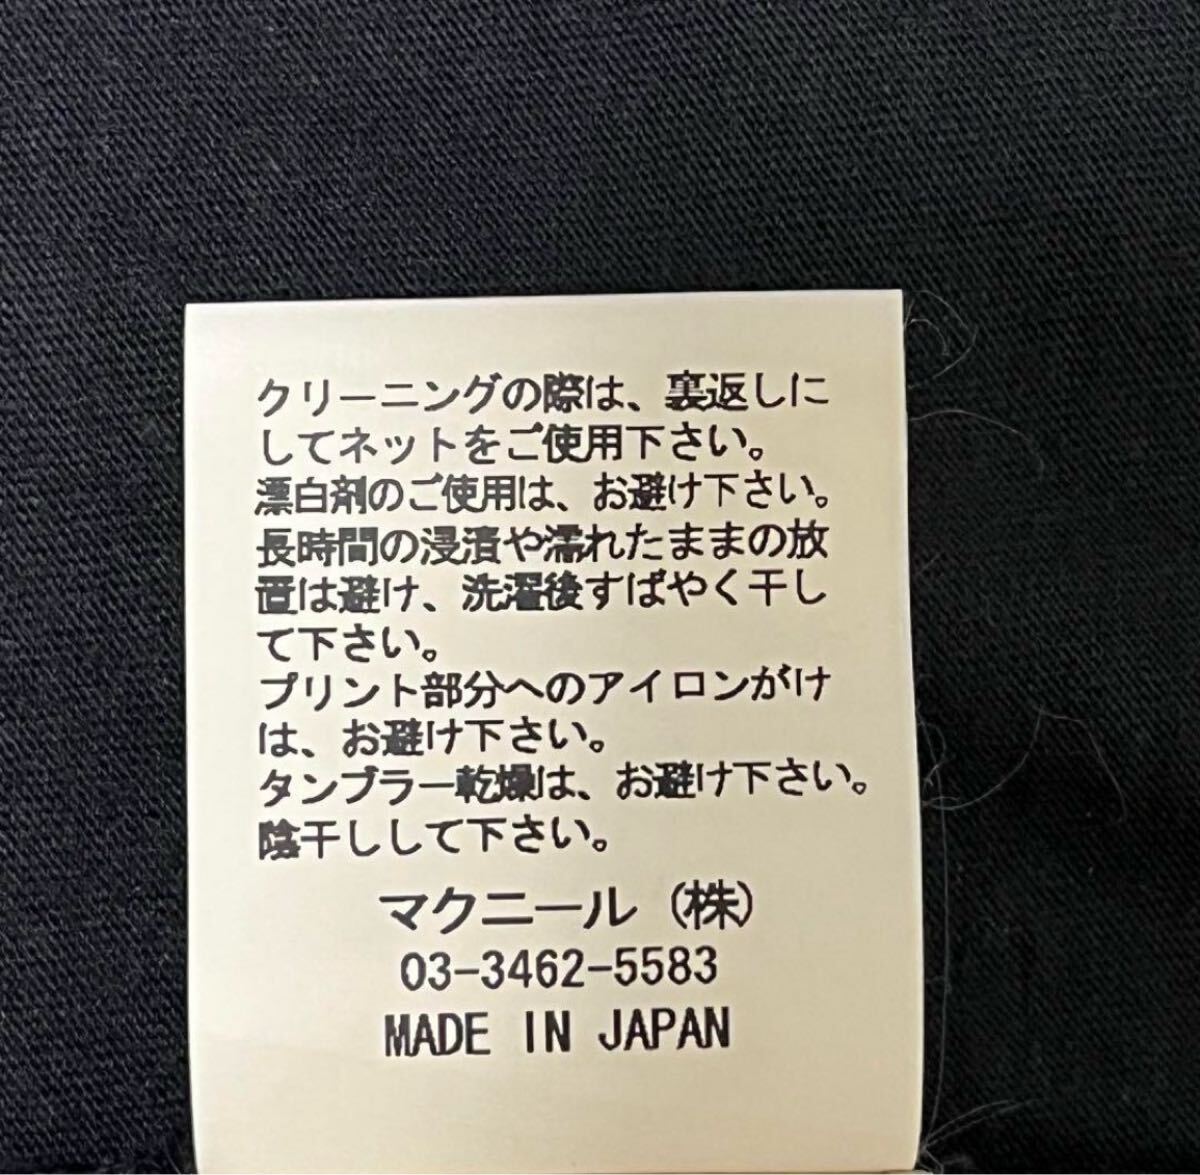 クリーニングの際は、裏返しに
してネットをご使用下さい。
漂白剤のご使用は、お避け下さい。
長時間の浸漬や濡れたままの放
置は避け、洗濯後すばやく干し
て下さい。
プリント部分へのアイロンがけ
は、お避け下さい。
タンブラー乾燥は、お避け下さい。
陰干しして下さい。
マクニール(株)
03-3462-5583
MADE IN JAPAN